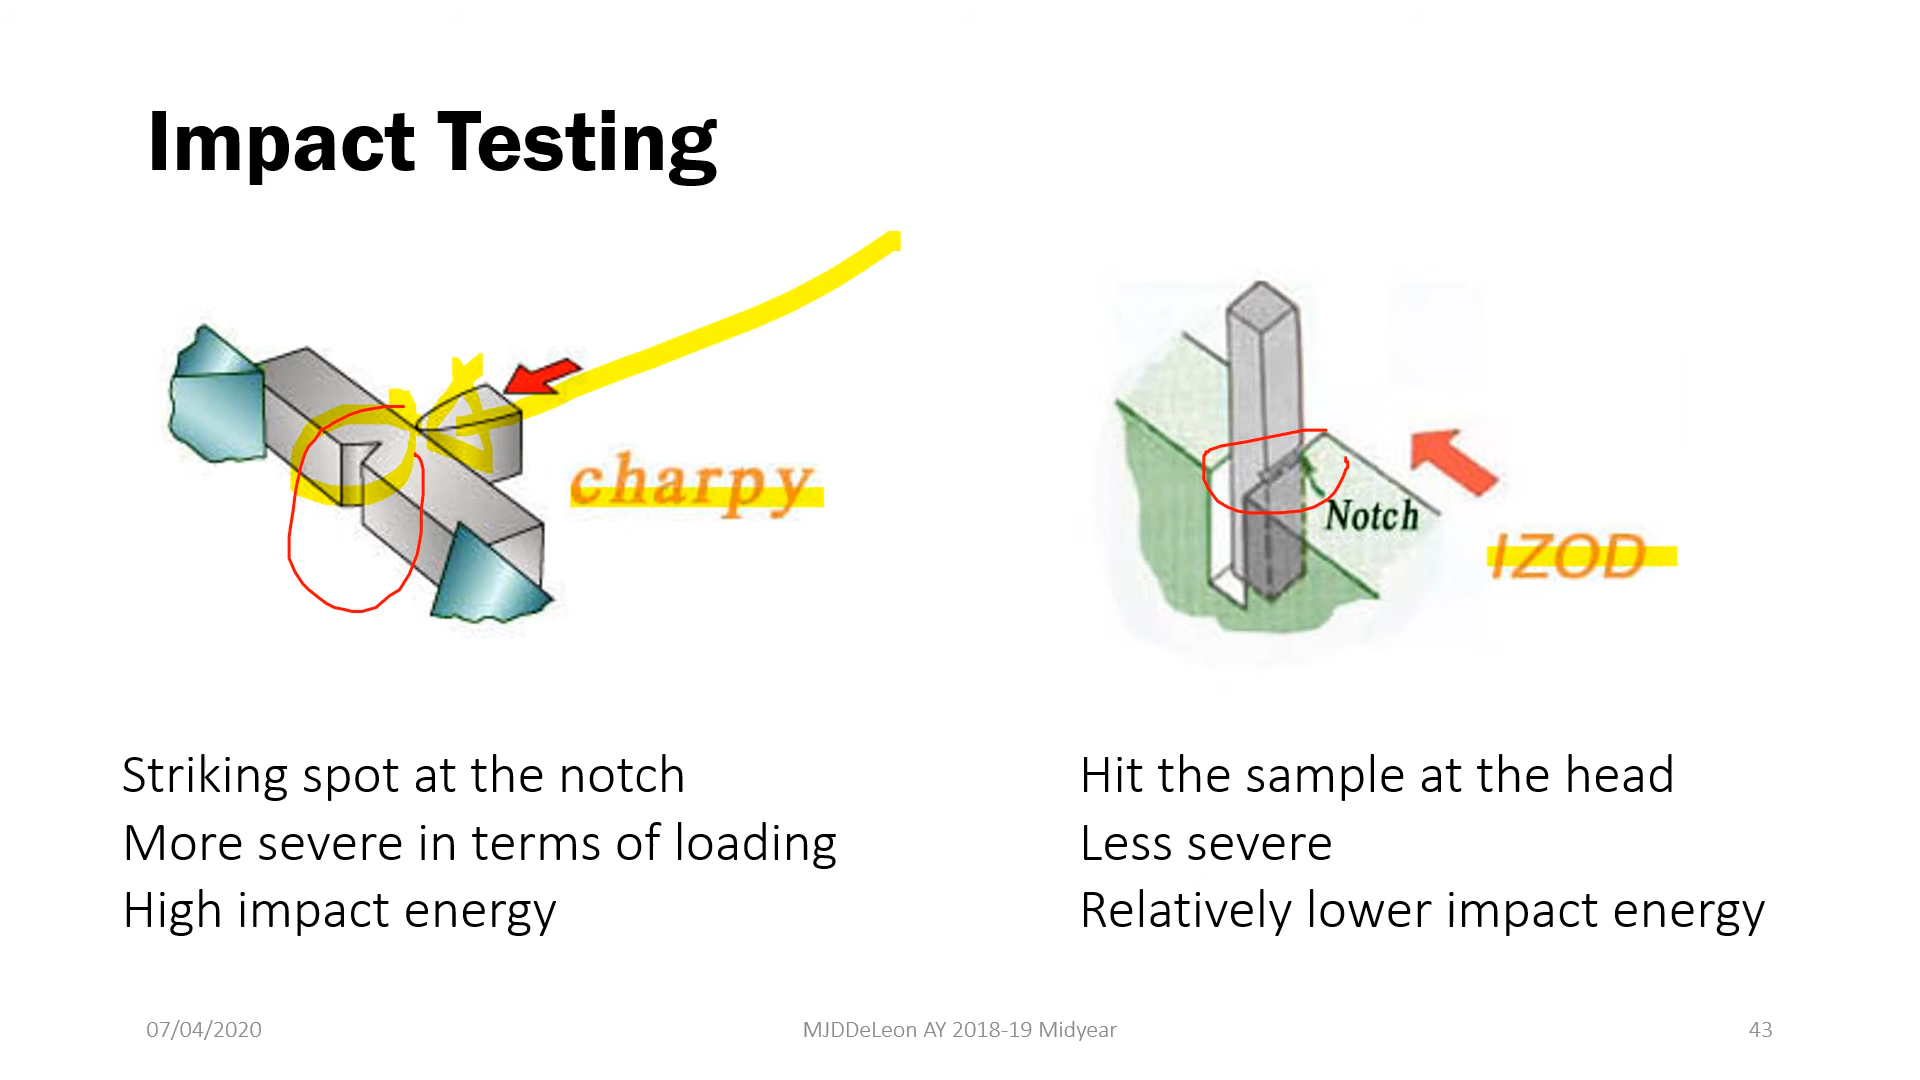 Impact Testing
charpy
Notch
IZOD
Striking spot at the notch
More severe in terms of loading
High impact energy
Hit the sample at the head
Less severe
Relatively lower impact energy
07/04/2020
MJDDeLeon AY 2018-19 Midyear
43